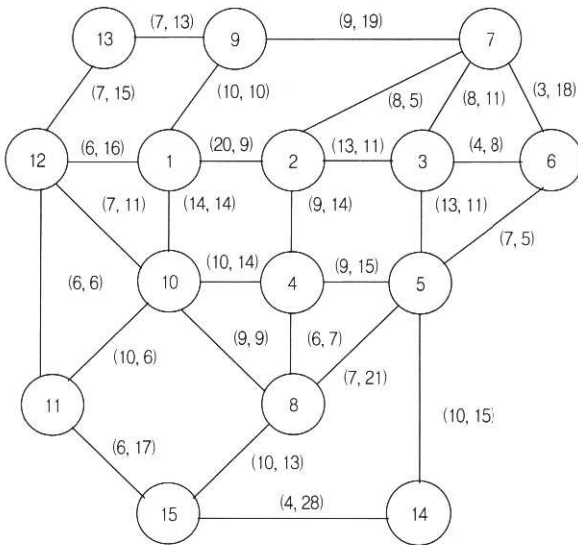 (7, 13) (9, 19)
13 9 7
(7, 15) (10, 10) (8, 5) (8, 11) (3, 18)
(6, 16) (20, 9) (13, 11) (4, 8)
12 1 2 3 6
(7, 11) (14, 14) (9, 14) (13, 11) (7, 5)
(10, 14) (9, 15)
(6, 6) 10 4 5
(10, 6) (9, 9) (6, 7) (7, 21)
11 8 (10, 15)
(6, 17) (10, 13)
(4, 28)
15 14